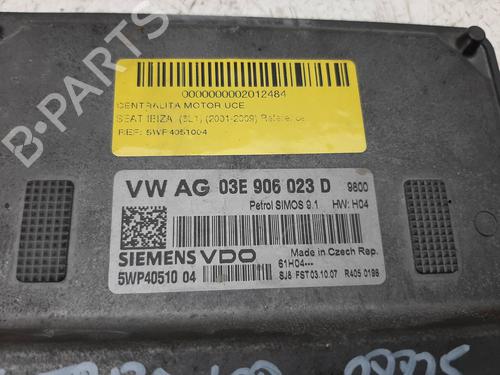 0000000002012484
CENTRALITA MOTOR UCE
SEAT IBIZA (6L1) (2001-2009) Reference
REF: 5WP4051004
VW AG 03E 906 023 D 9800
Petrol SIMOS 9.1 HW: H04
SIEMENS VDO Made in Czech Rep.
5WP40510 04 61H04---
SJ8 FST 03.10.07 R405 0198